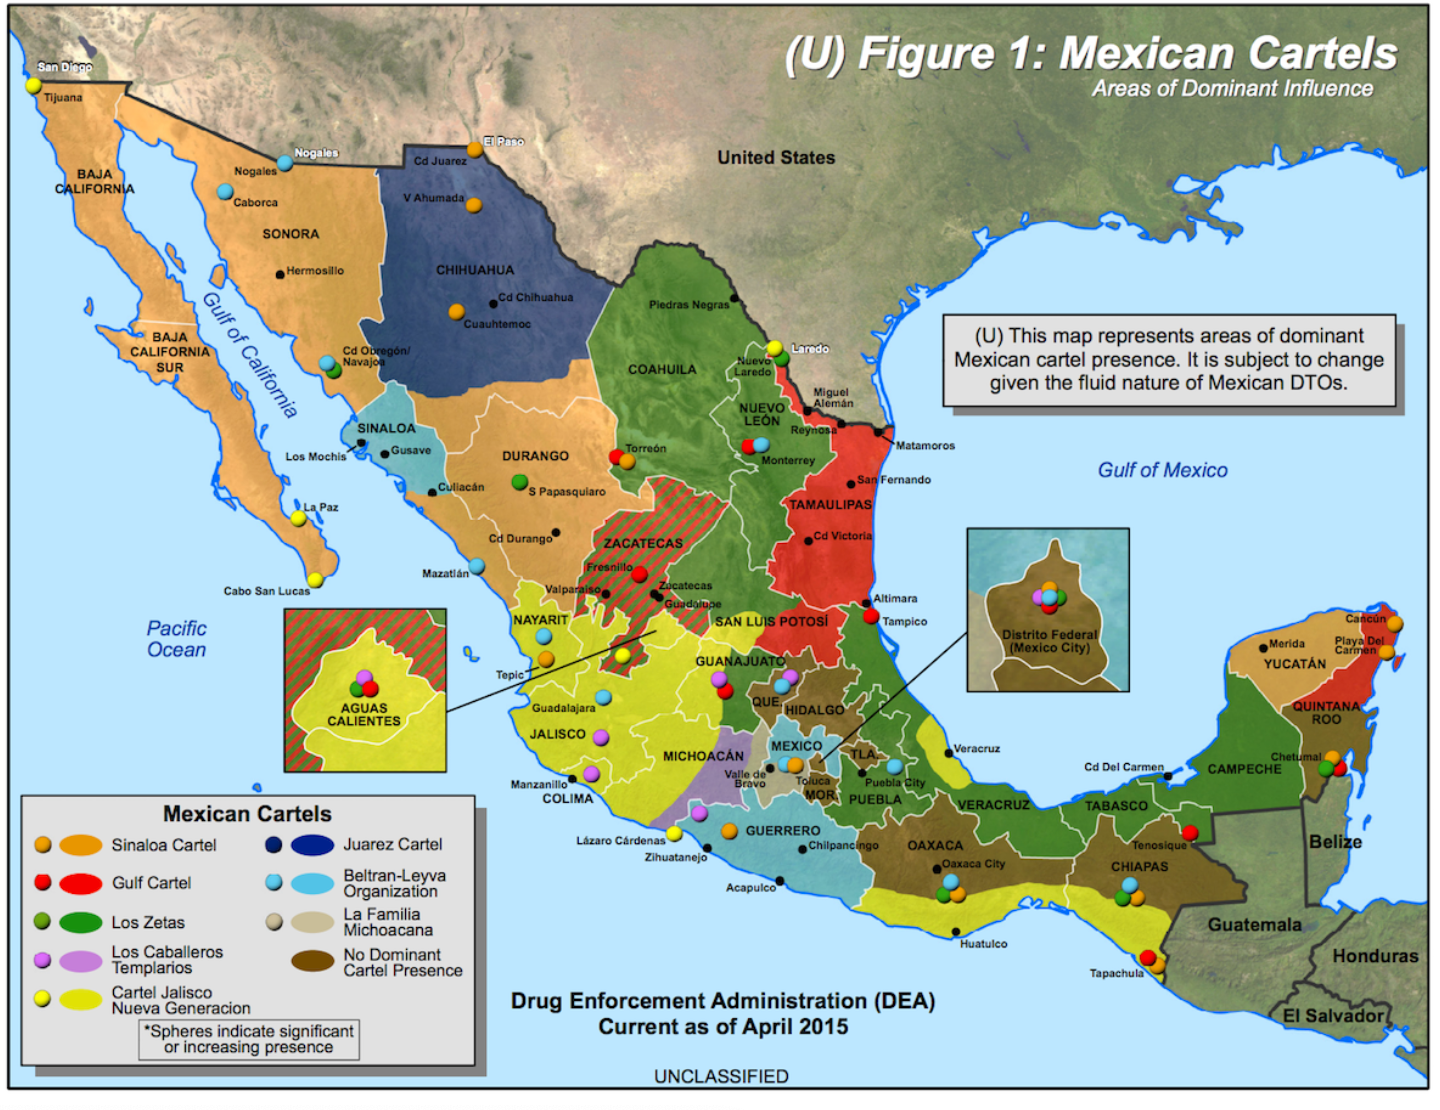 (U) Figure 1: Mexican Cartels
Areas of Dominant Influence
San Diego
Tijuana
BAJA
CALIFORNIA
Nogales
Nogales
Caborca
SONORA
Hermosillo
El Paso
Cd Juarez
V Ahumada
CHIHUAHUA
Cd Chihuahua
Cuauhtemoc
United States
BAJA
CALIFORNIA
SUR
Gulf of California
Cd Obregón/
Navajoa
Piedras Negras
COAHUILA
Laredo
Nuevo
Laredo
(U) This map represents areas of dominant
Mexican cartel presence. It is subject to change
given the fluid nature of Mexican DTOs.
Miguel
Alemán
NUEVO
LEÓN
Reynosa
Matamoros
SINALOA
Los Mochis
Gusave
Culiacán
DURANGO
S Papasquiaro
Cd Durango
Torreón
Monterrey
San Fernando
TAMAULIPAS
Cd Victoria
Gulf of Mexico
La Paz
Cabo San Lucas
Mazatlán
ZACATECAS
Fresnillo
Valparaiso
Zacatecas
Guadalupe
Altimara
Tampico
Pacific
Ocean
NAYARIT
Tepic
SAN LUIS POTOSÍ
GUANAJUATO
QUE.
HIDALGO
AGUAS
CALIENTES
Distrito Federal
(Mexico City)
Cancún
Playa Del
Carmen
Merida
YUCATÁN
QUINTANA
ROO
Guadalajara
JALISCO
Manzanillo
COLIMA
MICHOACÁN
MEXICO
Valle de
Bravo
Toluca
MOR.
TLA.
Puebla City
PUEBLA
Veracruz
VERACRUZ
Cd Del Carmen
TABASCO
CAMPECHE
Chetumal
Lázaro Cárdenas
Zihuatanejo
GUERRERO
Chilpancingo
Acapulco
OAXACA
Oaxaca City
Huatulco
Tenosique
CHIAPAS
Tapachula
Belize
Guatemala
Honduras
El Salvador
Mexican Cartels
Sinaloa Cartel
Gulf Cartel
Los Zetas
Los Caballeros
Templarios
Cartel Jalisco
Nueva Generacion
Juarez Cartel
Beltran-Leyva
Organization
La Familia
Michoacana
No Dominant
Cartel Presence
*Spheres indicate significant
or increasing presence
Drug Enforcement Administration (DEA)
Current as of April 2015
UNCLASSIFIED